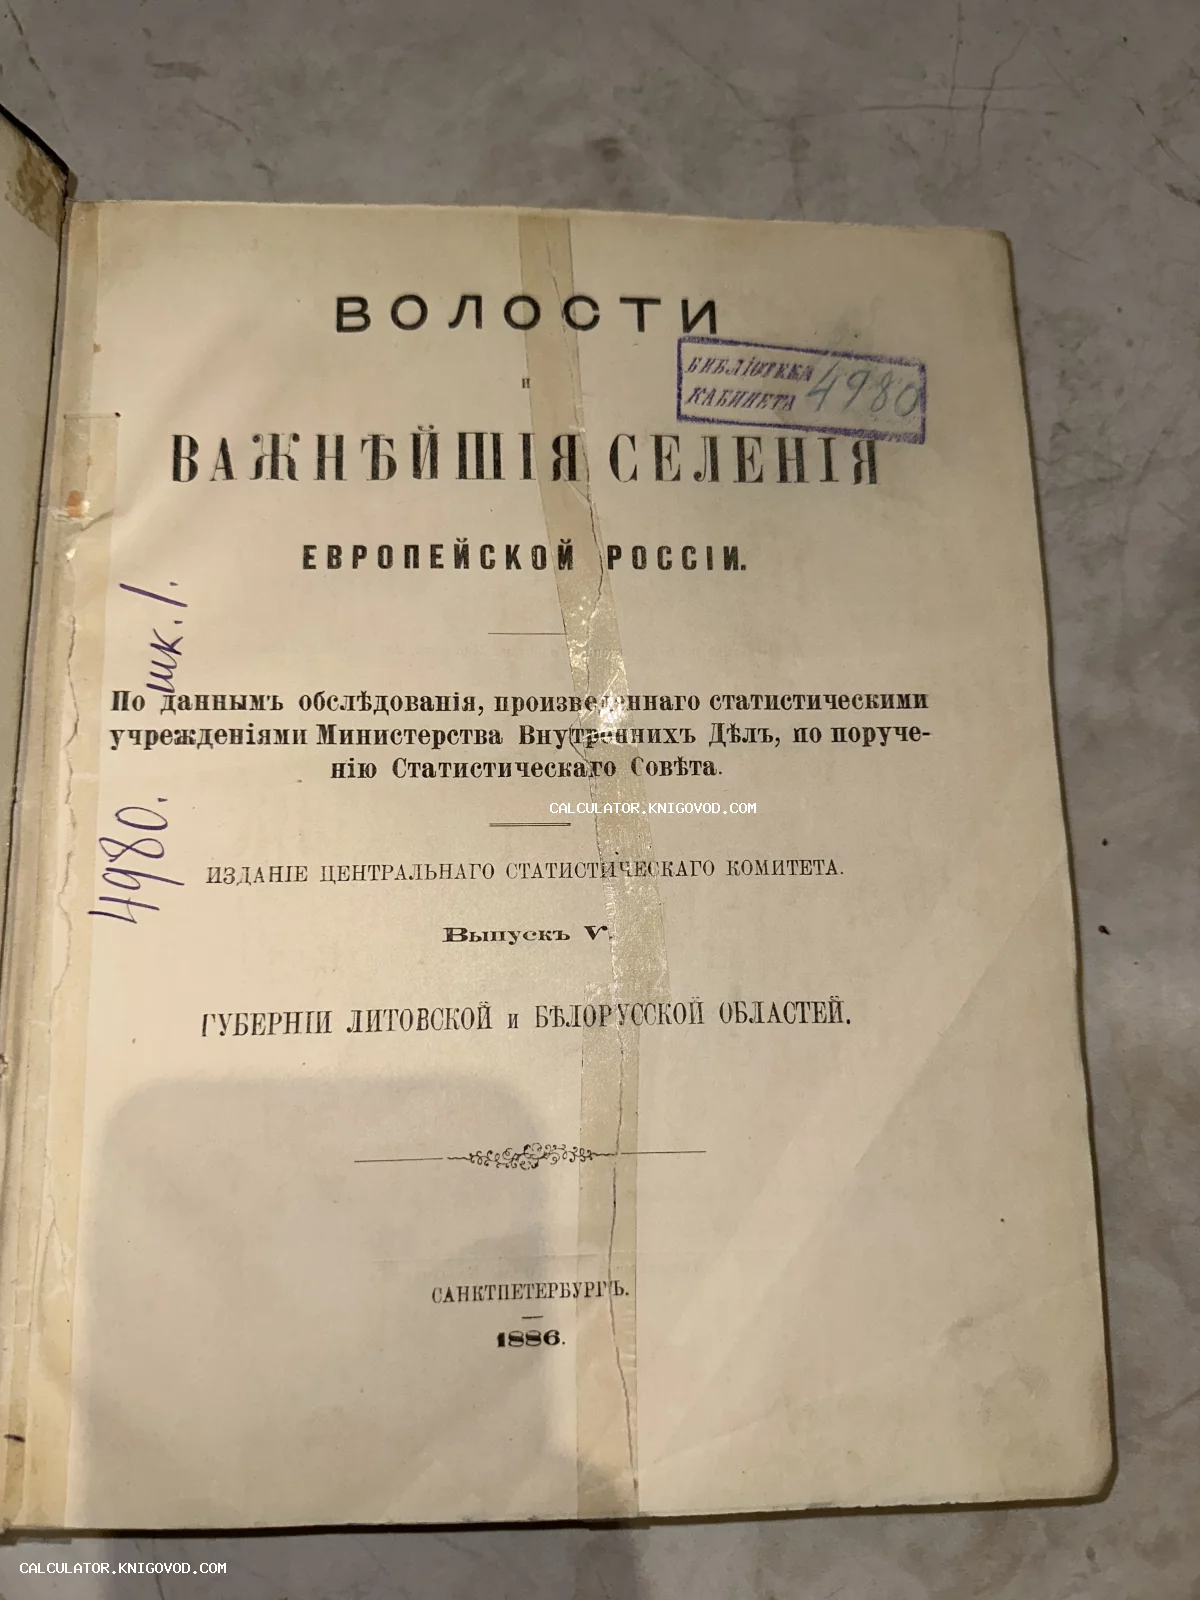 ВОЛОСТИ
и
ВАЖНѢЙШІЯ СЕЛЕНІЯ
ЕВРОПЕЙСКОЙ РОССІИ.
БИБЛІОТЕКА
КАБИНЕТА
4980
По даннымъ обслѣдованія, произведеннаго статистическими
учрежденіями Министерства Внутреннихъ Дѣлъ, по поруче-
нію Статистическаго Совѣта.
CALCULATOR.KNIGOVOD.COM
ИЗДАНІЕ ЦЕНТРАЛЬНАГО СТАТИСТИЧЕСКАГО КОМИТЕТА.
Выпускъ V.
ГУБЕРНІИ ЛИТОВСКОЙ и БѢЛОРУССКОЙ ОБЛАСТЕЙ.
САНКТПЕТЕРБУРГЪ.
1886.
4980. шк. 1.
CALCULATOR.KNIGOVOD.COM